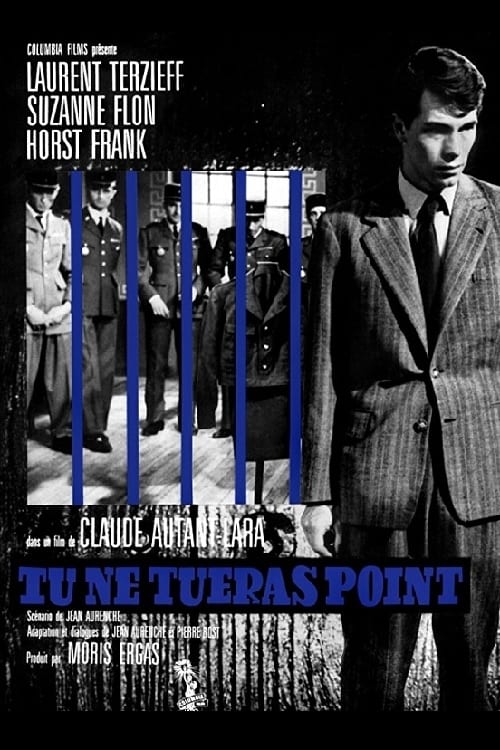 COLUMBIA FILMS présente
LAURENT TERZIEFF
SUZANNE FLON
HORST FRANK
dans un film de CLAUDE AUTANT-LARA
TU NE TUERAS POINT
Scénario de JEAN AURENCHE
Adaptation et dialogues de JEAN AURENCHE et PIERRE BOST
Produit par MORIS ERGAS
COLUMBIA